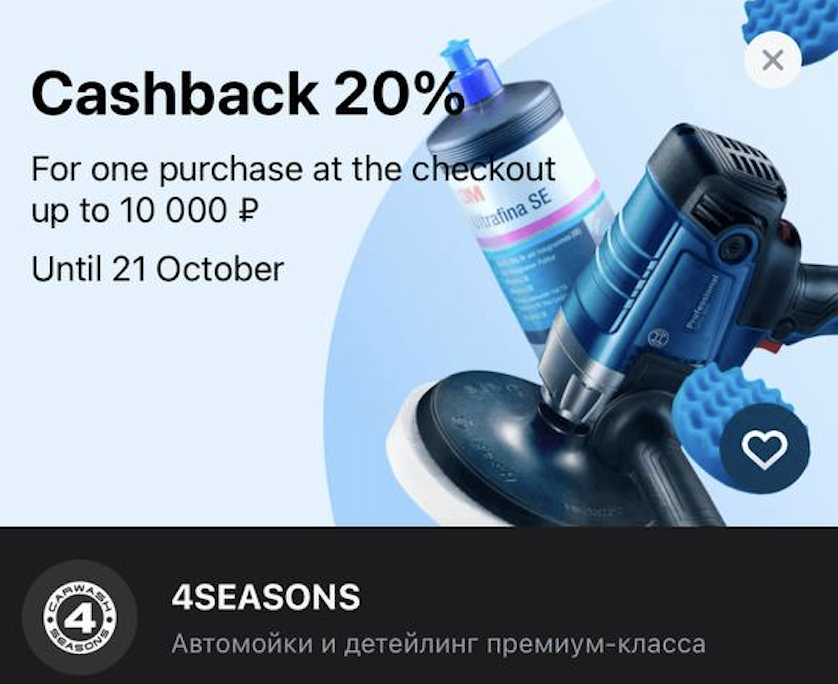 Cashback 20%
For one purchase at the checkout
up to 10 000 ₽
Until 21 October
3M
Ultrafina SE
Professional
4SEASONS
Автомойки и детейлинг премиум-класса
CARWASH
4
SEASONS